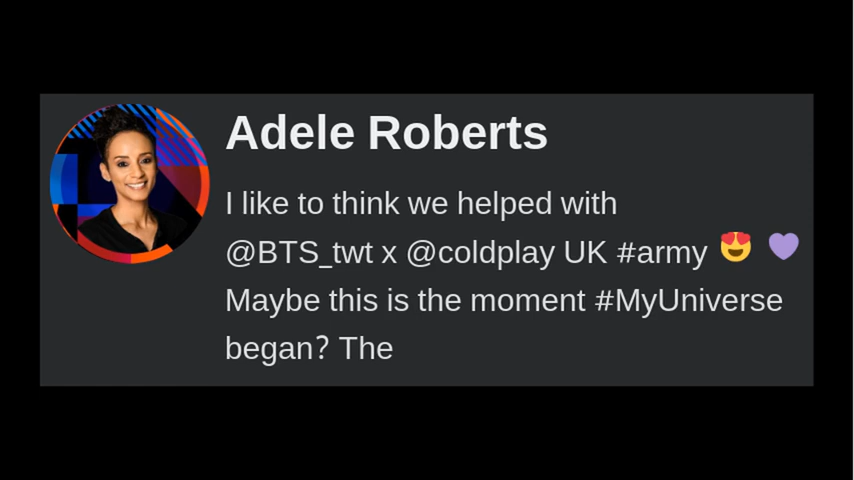 Adele Roberts
I like to think we helped with
@BTS_twt x @coldplay UK #army 😍 💜
Maybe this is the moment #MyUniverse
began? The